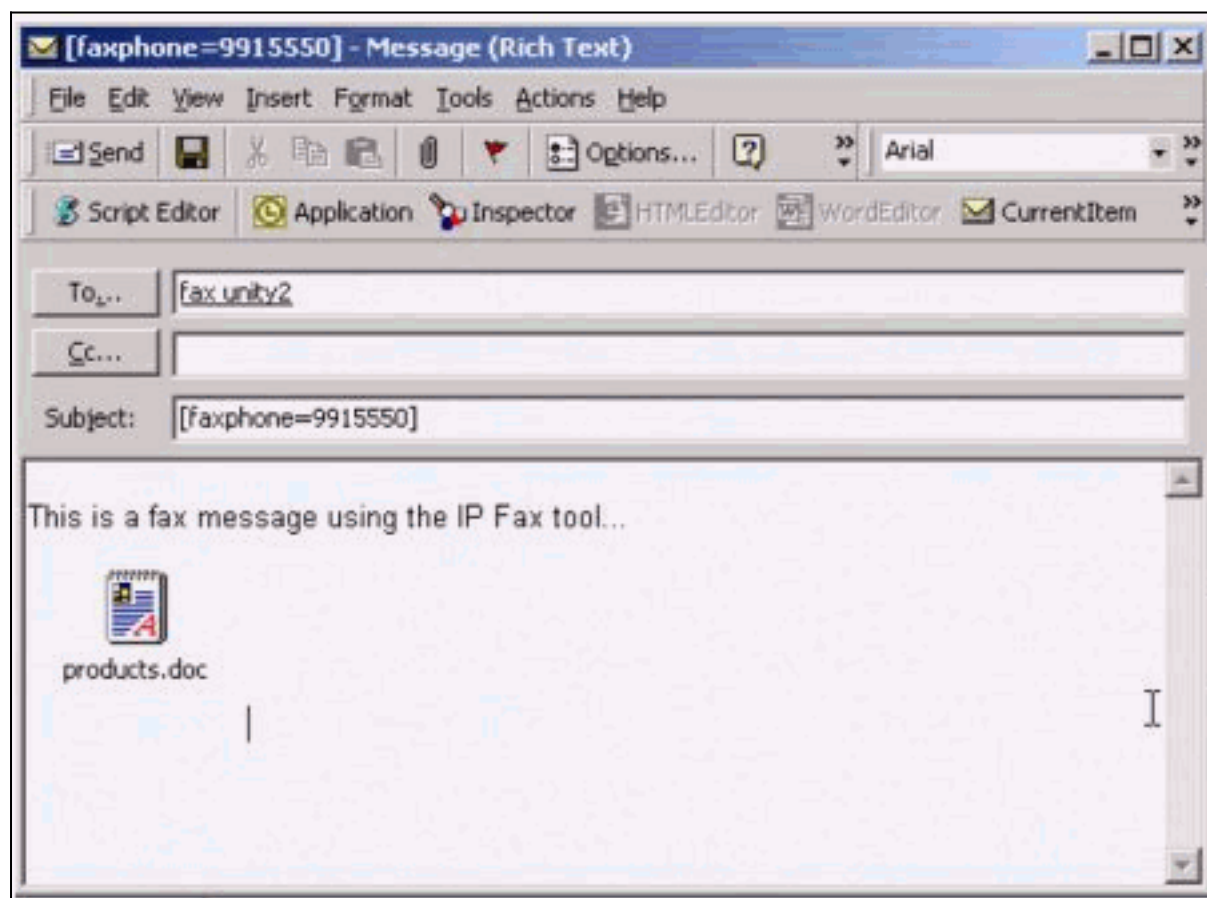 [faxphone=9915550] - Message (Rich Text)
File Edit View Insert Format Tools Actions Help
Send Options... Arial
Script Editor Application Inspector HTMLEditor WordEditor CurrentItem
To... fax unity2
Cc...
Subject: [faxphone=9915550]
This is a fax message using the IP Fax tool...
products.doc